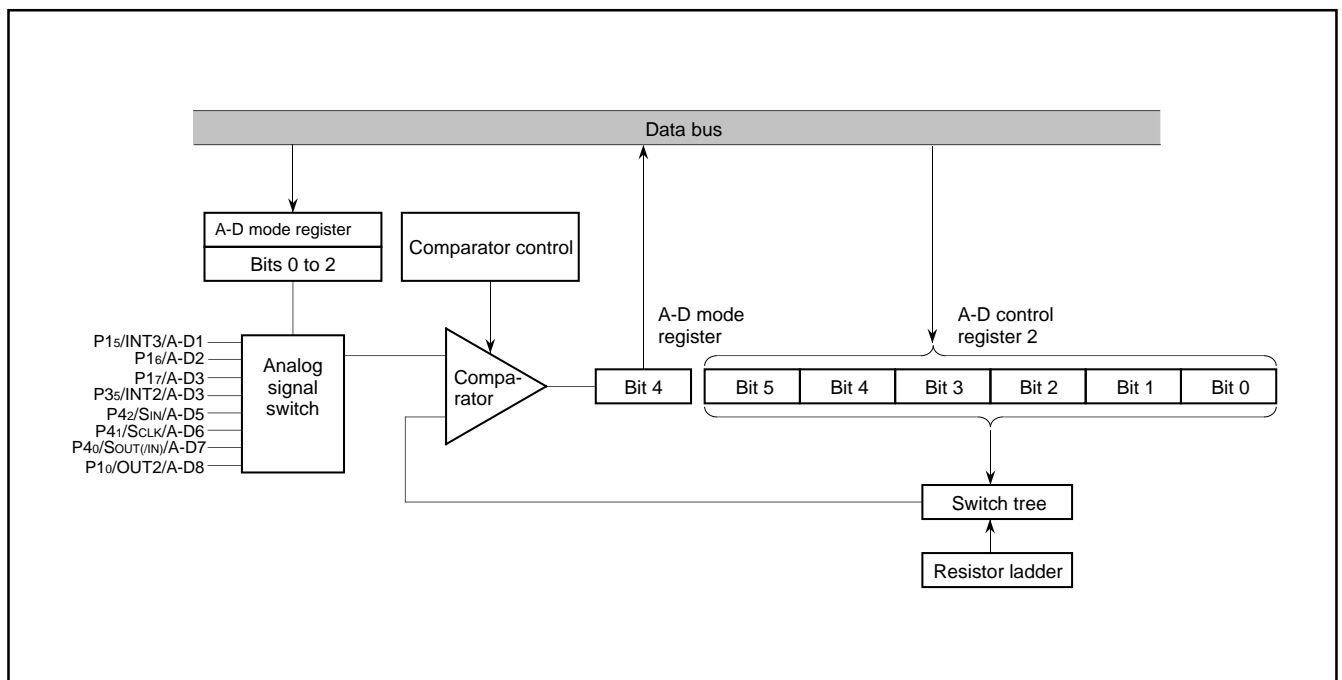 Data bus
A-D mode register
Bits 0 to 2
Comparator control
A-D mode
register
A-D control
register 2
P15/INT3/A-D1
P16/A-D2
P17/A-D3
P35/INT2/A-D3
P42/SIN/A-D5
P41/SCLK/A-D6
P40/SOUT(/IN)/A-D7
P10/OUT2/A-D8
Analog
signal
switch
Compa-
rator
Bit 4
Bit 5 Bit 4 Bit 3 Bit 2 Bit 1 Bit 0
Switch tree
Resistor ladder